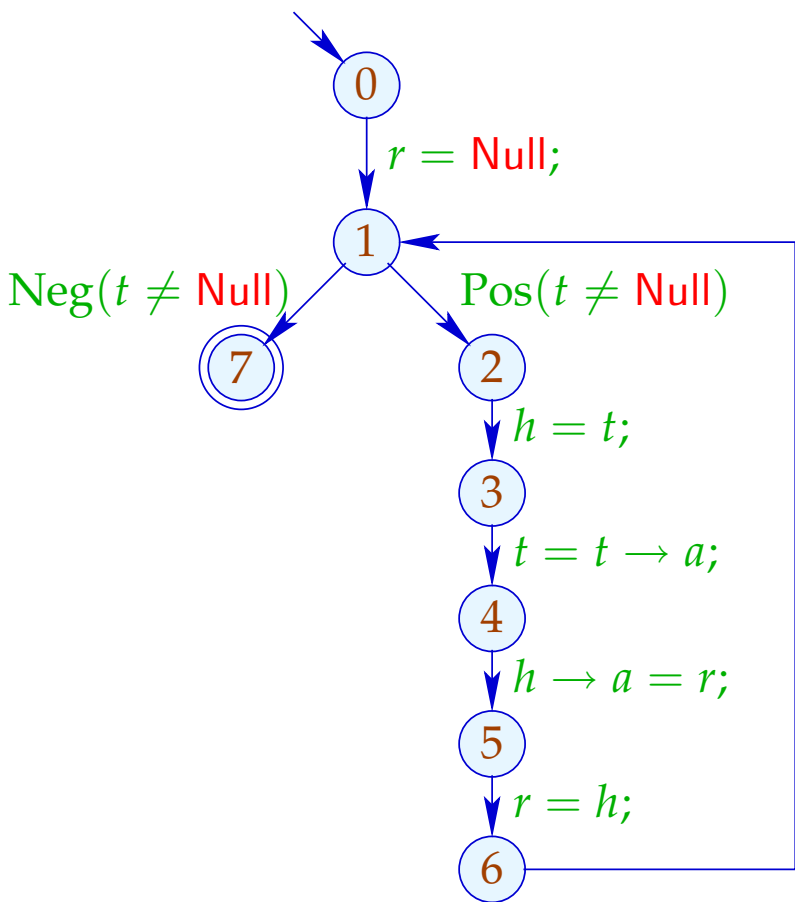 0
r = Null;
1
Neg(t ≠ Null) Pos(t ≠ Null)
7 2
h = t;
3
t = t → a;
4
h → a = r;
5
r = h;
6